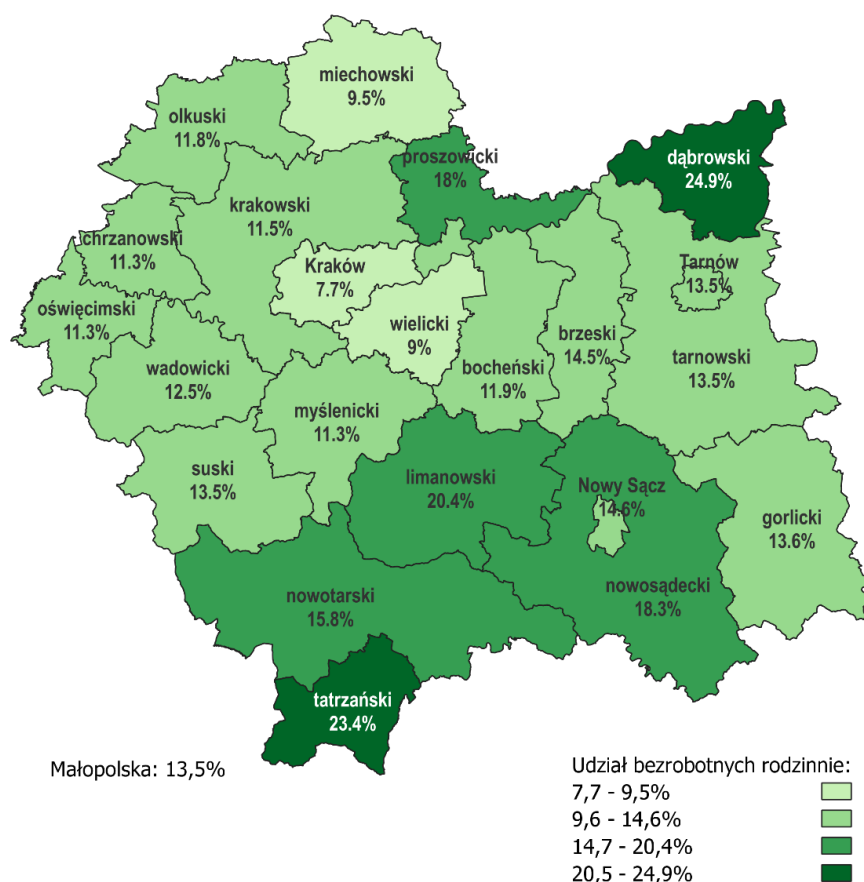 miechowski
9.5%
olkuski
11.8%
proszowicki
18%
dąbrowski
24.9%
krakowski
11.5%
chrzanowski
11.3%
Kraków
7.7%
Tarnów
13.5%
oświęcimski
11.3%
wielicki
9%
brzeski
14.5%
wadowicki
12.5%
bocheński
11.9%
tarnowski
13.5%
myślenicki
11.3%
suski
13.5%
limanowski
20.4%
Nowy Sącz
14.6%
gorlicki
13.6%
nowotarski
15.8%
nowosądecki
18.3%
tatrzański
23.4%
Małopolska: 13,5%
Udział bezrobotnych rodzinnie:
7,7 - 9,5%
9,6 - 14,6%
14,7 - 20,4%
20,5 - 24,9%